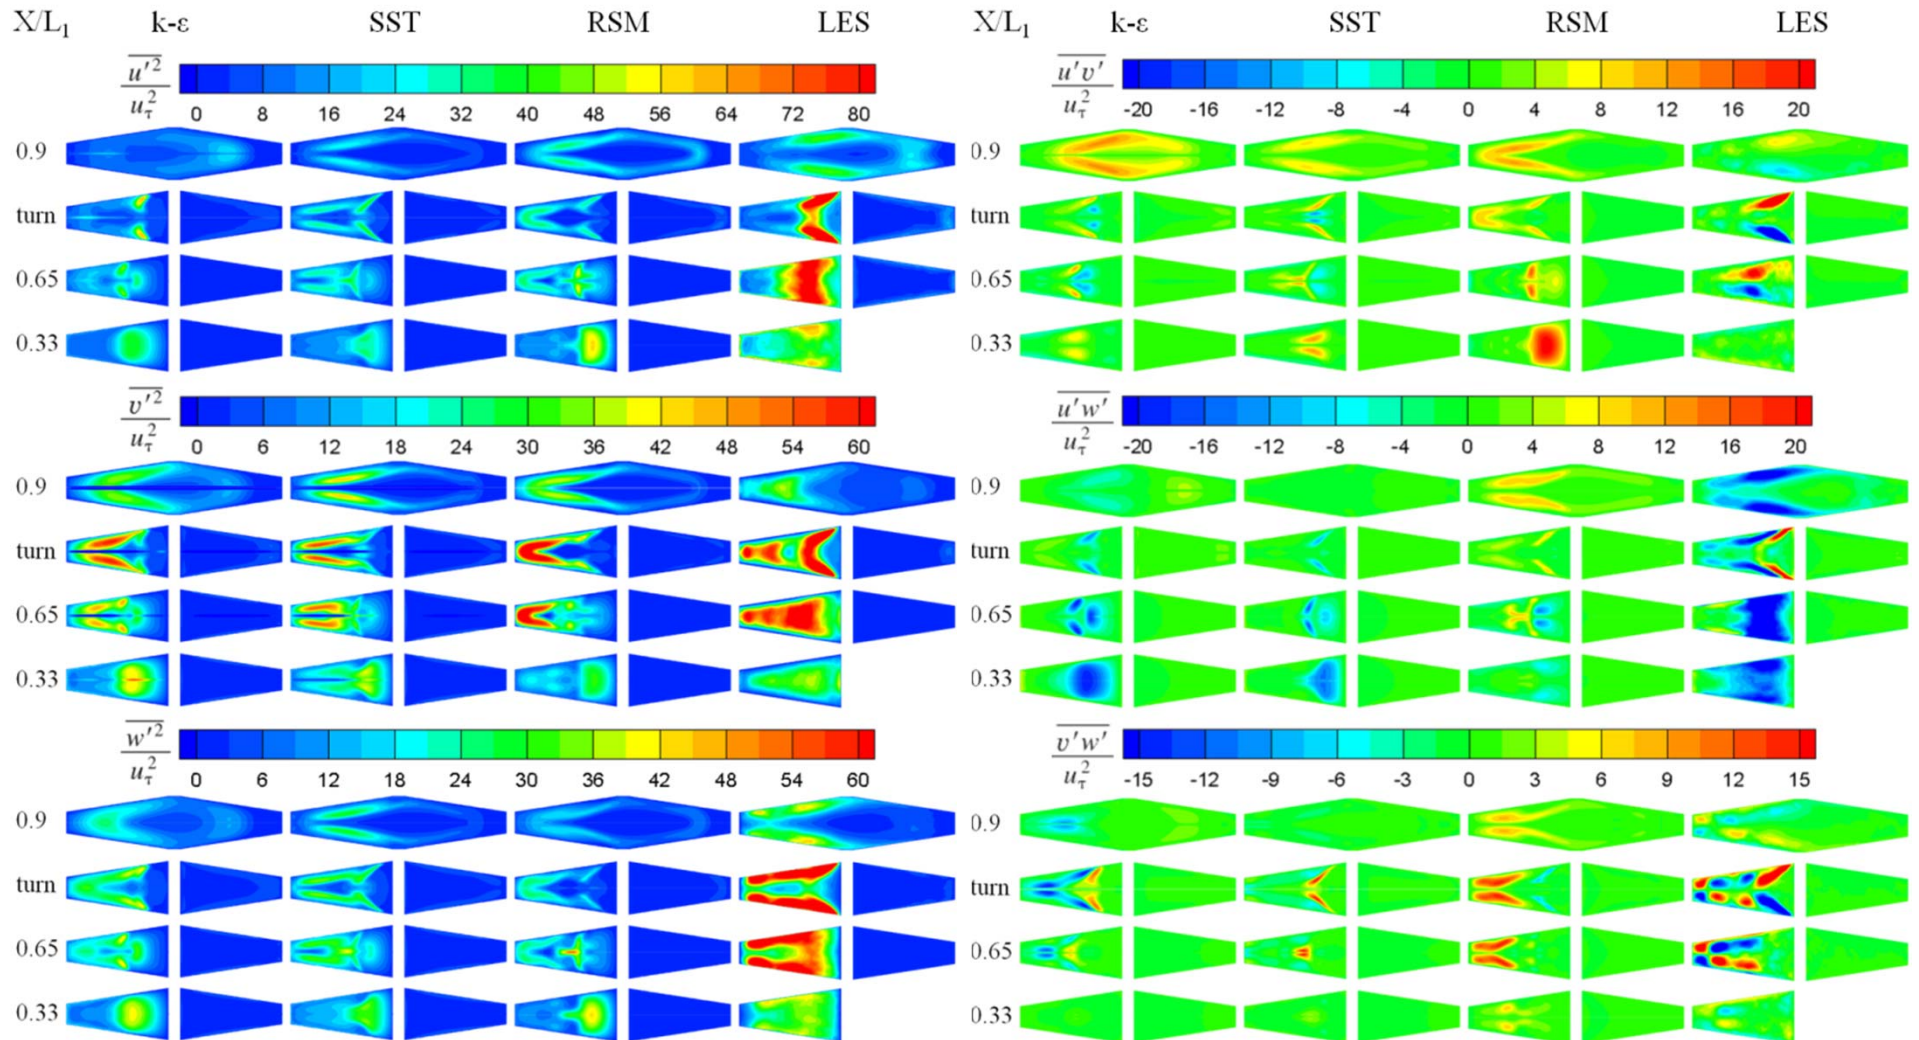 X/L₁ k-ε SST RSM LES
u'² / u_τ²
0 8 16 24 32 40 48 56 64 72 80
0.9
turn
0.65
0.33
v'² / u_τ²
0 6 12 18 24 30 36 42 48 54 60
0.9
turn
0.65
0.33
w'² / u_τ²
0 6 12 18 24 30 36 42 48 54 60
0.9
turn
0.65
0.33
X/L₁ k-ε SST RSM LES
u'v' / u_τ²
-20 -16 -12 -8 -4 0 4 8 12 16 20
0.9
turn
0.65
0.33
u'w' / u_τ²
-20 -16 -12 -8 -4 0 4 8 12 16 20
0.9
turn
0.65
0.33
v'w' / u_τ²
-15 -12 -9 -6 -3 0 3 6 9 12 15
0.9
turn
0.65
0.33